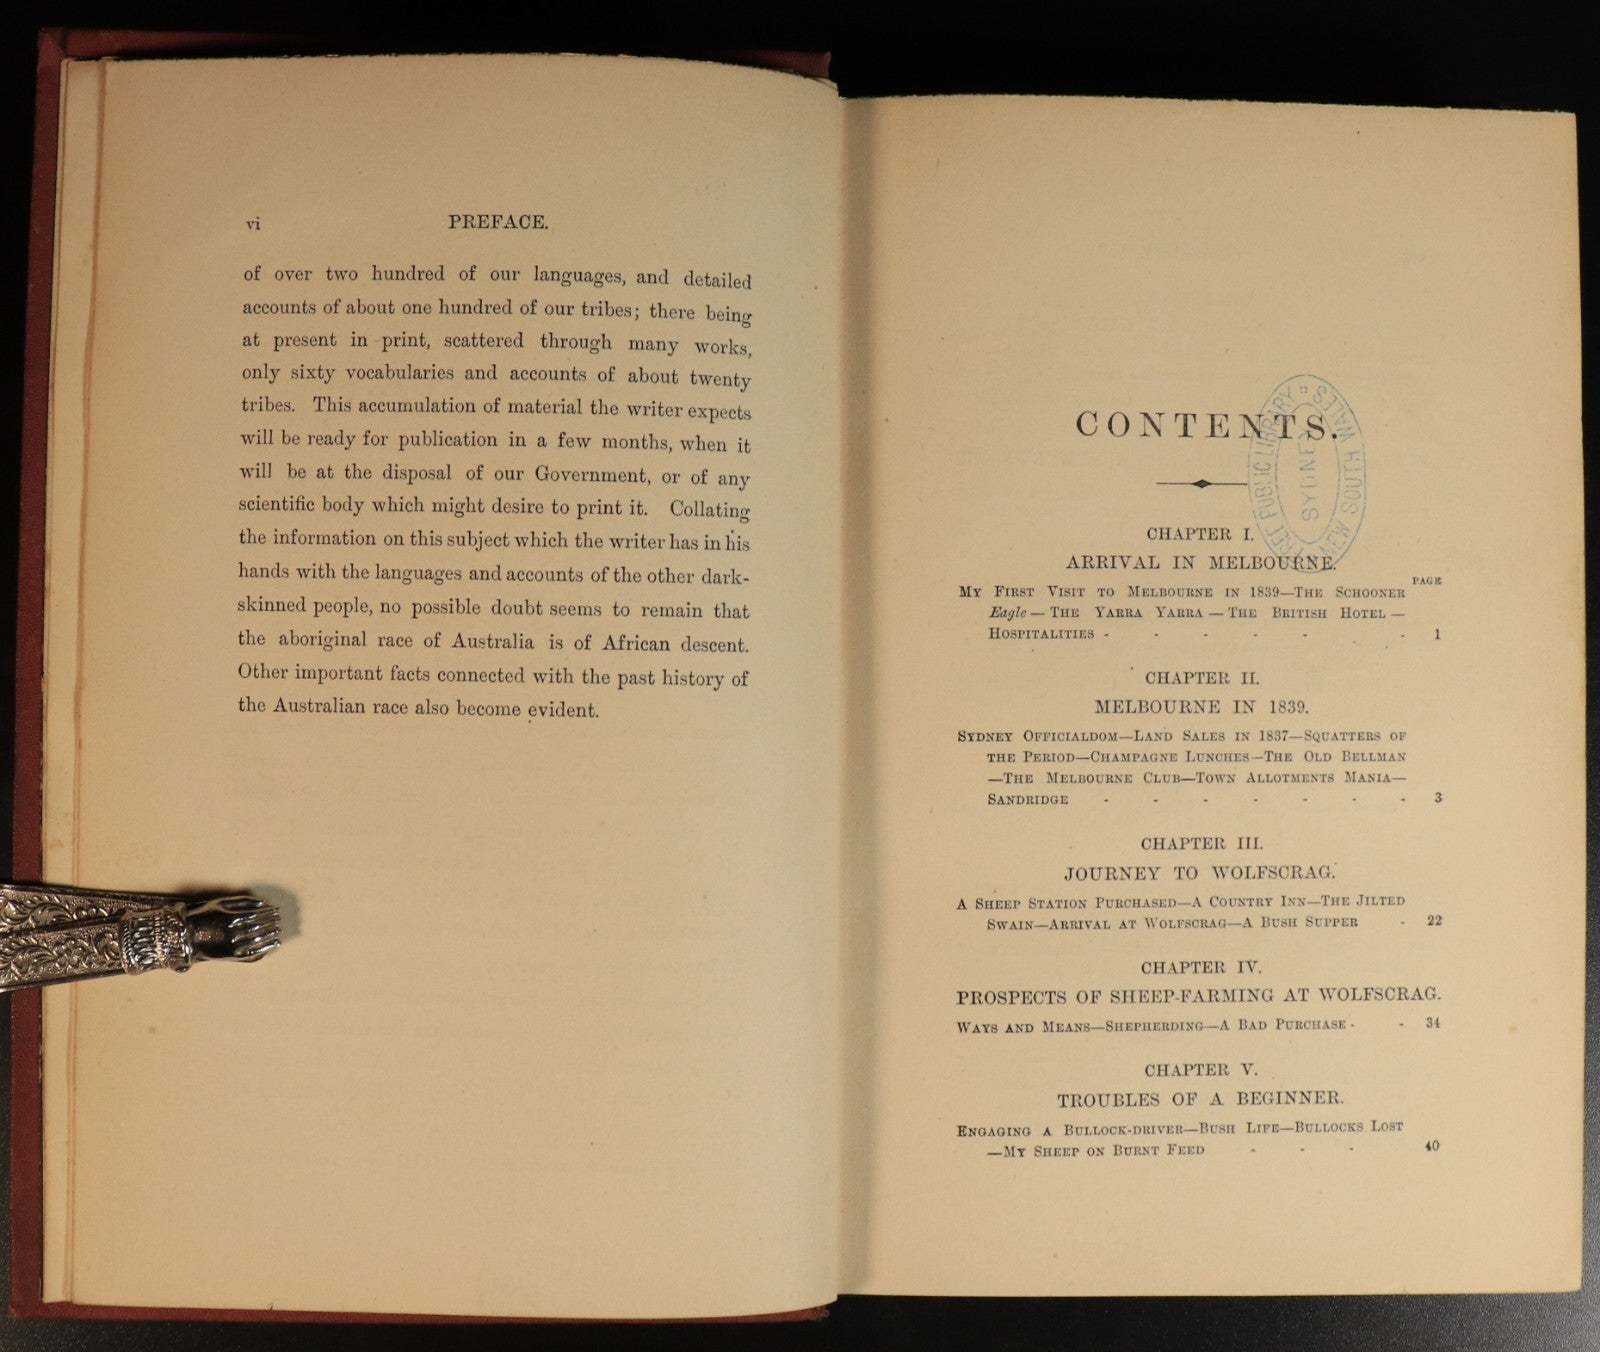 vi PREFACE.
of over two hundred of our languages, and detailed
accounts of about one hundred of our tribes; there being
at present in print, scattered through many works,
only sixty vocabularies and accounts of about twenty
tribes. This accumulation of material the writer expects
will be ready for publication in a few months, when it
will be at the disposal of our Government, or of any
scientific body which might desire to print it. Collating
the information on this subject which the writer has in his
hands with the languages and accounts of the other dark-
skinned people, no possible doubt seems to remain that
the aboriginal race of Australia is of African descent.
Other important facts connected with the past history of
the Australian race also become evident.
CONTENTS.
PUBLIC LIBRARY
SYDNEY
NEW SOUTH WALES
CHAPTER I.
ARRIVAL IN MELBOURNE.
PAGE
My First Visit to Melbourne in 1839—The Schooner
Eagle — The Yarra Yarra — The British Hotel —
Hospitalities - - - - - - - 1
CHAPTER II.
MELBOURNE IN 1839.
Sydney Officialdom—Land Sales in 1837—Squatters of
the Period—Champagne Lunches—The Old Bellman
—The Melbourne Club—Town Allotments Mania—
Sandridge - - - - - - - 3
CHAPTER III.
JOURNEY TO WOLFSCRAG.
A Sheep Station Purchased—A Country Inn—The Jilted
Swain—Arrival at Wolfscrag—A Bush Supper - 22
CHAPTER IV.
PROSPECTS OF SHEEP-FARMING AT WOLFSCRAG.
Ways and Means—Shepherding—A Bad Purchase - - 34
CHAPTER V.
TROUBLES OF A BEGINNER.
Engaging a Bullock-driver—Bush Life—Bullocks Lost
—My Sheep on Burnt Feed - - - 40